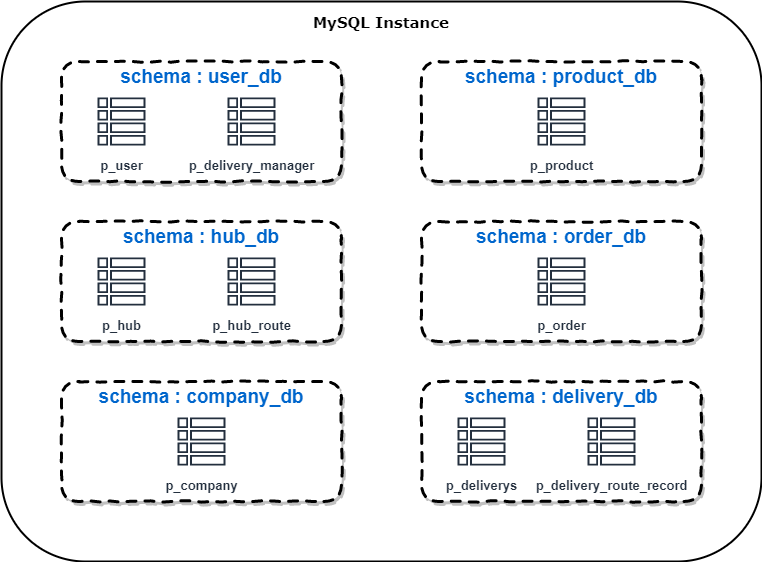 MySQL Instance
schema : user_db
p_user
p_delivery_manager
schema : product_db
p_product
schema : hub_db
p_hub
p_hub_route
schema : order_db
p_order
schema : company_db
p_company
schema : delivery_db
p_deliverys
p_delivery_route_record